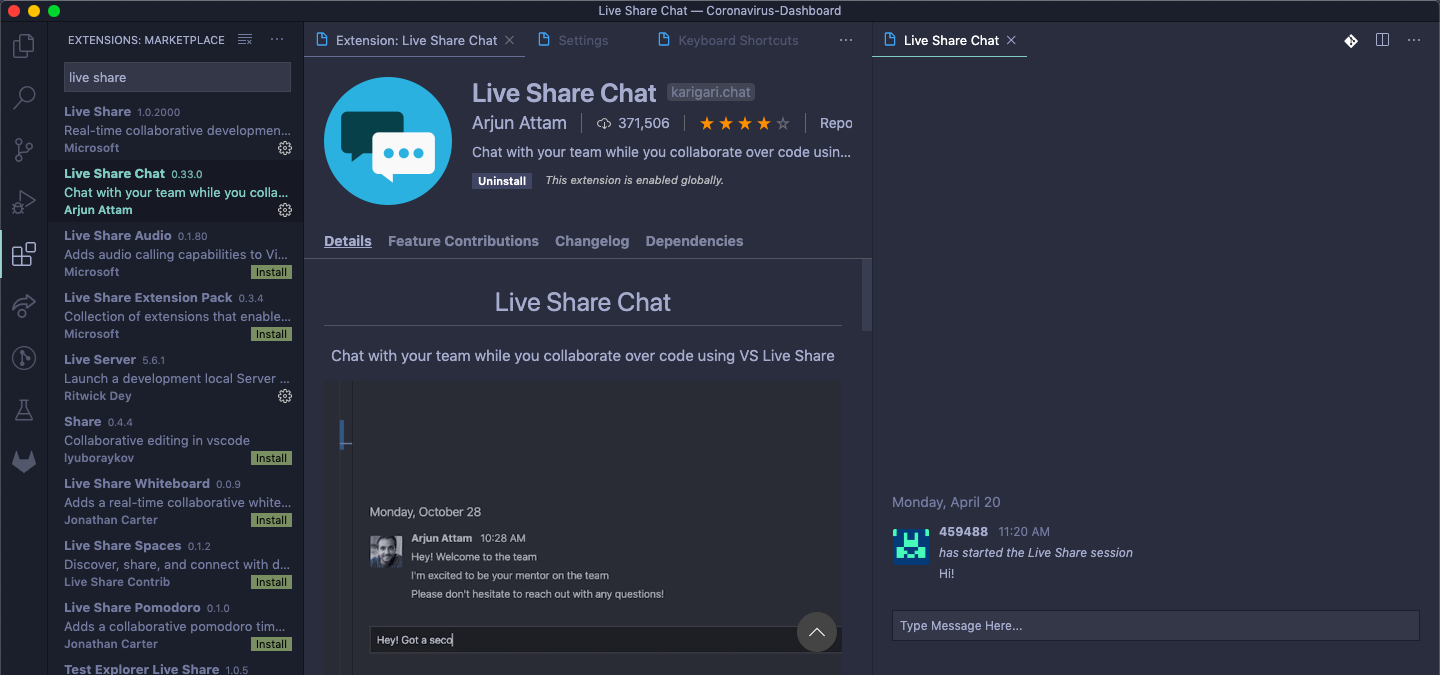 Live Share Chat — Coronavirus-Dashboard
EXTENSIONS: MARKETPLACE
live share
Live Share 1.0.2000
Real-time collaborative developmen...
Microsoft
Live Share Chat 0.33.0
Chat with your team while you colla...
Arjun Attam
Live Share Audio 0.1.80
Adds audio calling capabilities to Vi...
Microsoft Install
Live Share Extension Pack 0.3.4
Collection of extensions that enable...
Microsoft Install
Live Server 5.6.1
Launch a development local Server ...
Ritwick Dey
Share 0.4.4
Collaborative editing in vscode
lyuboraykov Install
Live Share Whiteboard 0.0.9
Adds a real-time collaborative white...
Jonathan Carter Install
Live Share Spaces 0.1.2
Discover, share, and connect with d...
Live Share Contrib Install
Live Share Pomodoro 0.1.0
Adds a collaborative pomodoro tim...
Jonathan Carter Install
Test Explorer Live Share 1.0.5
Extension: Live Share Chat Settings Keyboard Shortcuts
Live Share Chat karigari.chat
Arjun Attam 371,506 Repo
Chat with your team while you collaborate over code usin...
Uninstall This extension is enabled globally.
Details Feature Contributions Changelog Dependencies
Live Share Chat
Chat with your team while you collaborate over code using VS Live Share
Monday, October 28
Arjun Attam 10:28 AM
Hey! Welcome to the team
I'm excited to be your mentor on the team
Please don't hesitate to reach out with any questions!
Hey! Got a seco
Live Share Chat
Monday, April 20
459488 11:20 AM
has started the Live Share session
Hi!
Type Message Here...